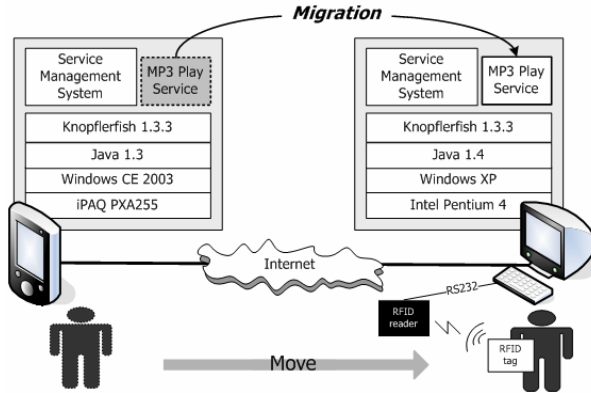 Migration
Service
Management
System
MP3 Play
Service
Knopflerfish 1.3.3
Java 1.3
Windows CE 2003
iPAQ PXA255
Service
Management
System
MP3 Play
Service
Knopflerfish 1.3.3
Java 1.4
Windows XP
Intel Pentium 4
Internet
RS232
RFID
reader
RFID
tag
Move